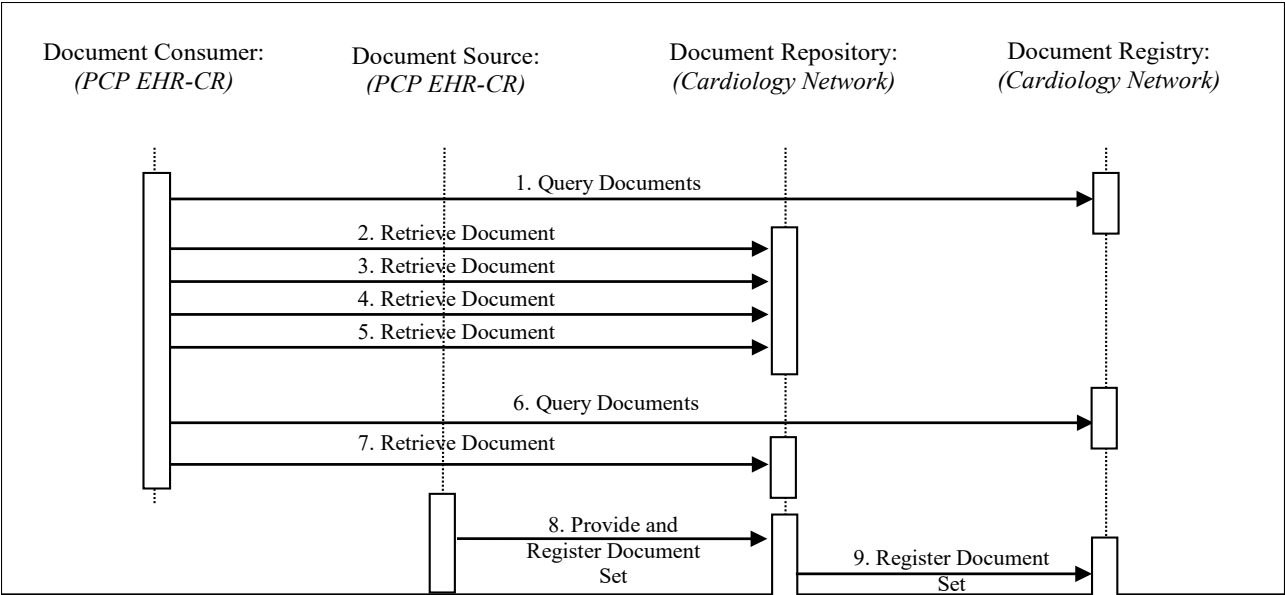 Document Consumer:
(PCP EHR-CR)
Document Source:
(PCP EHR-CR)
Document Repository:
(Cardiology Network)
Document Registry:
(Cardiology Network)
1. Query Documents
2. Retrieve Document
3. Retrieve Document
4. Retrieve Document
5. Retrieve Document
6. Query Documents
7. Retrieve Document
8. Provide and
Register Document
Set
9. Register Document
Set